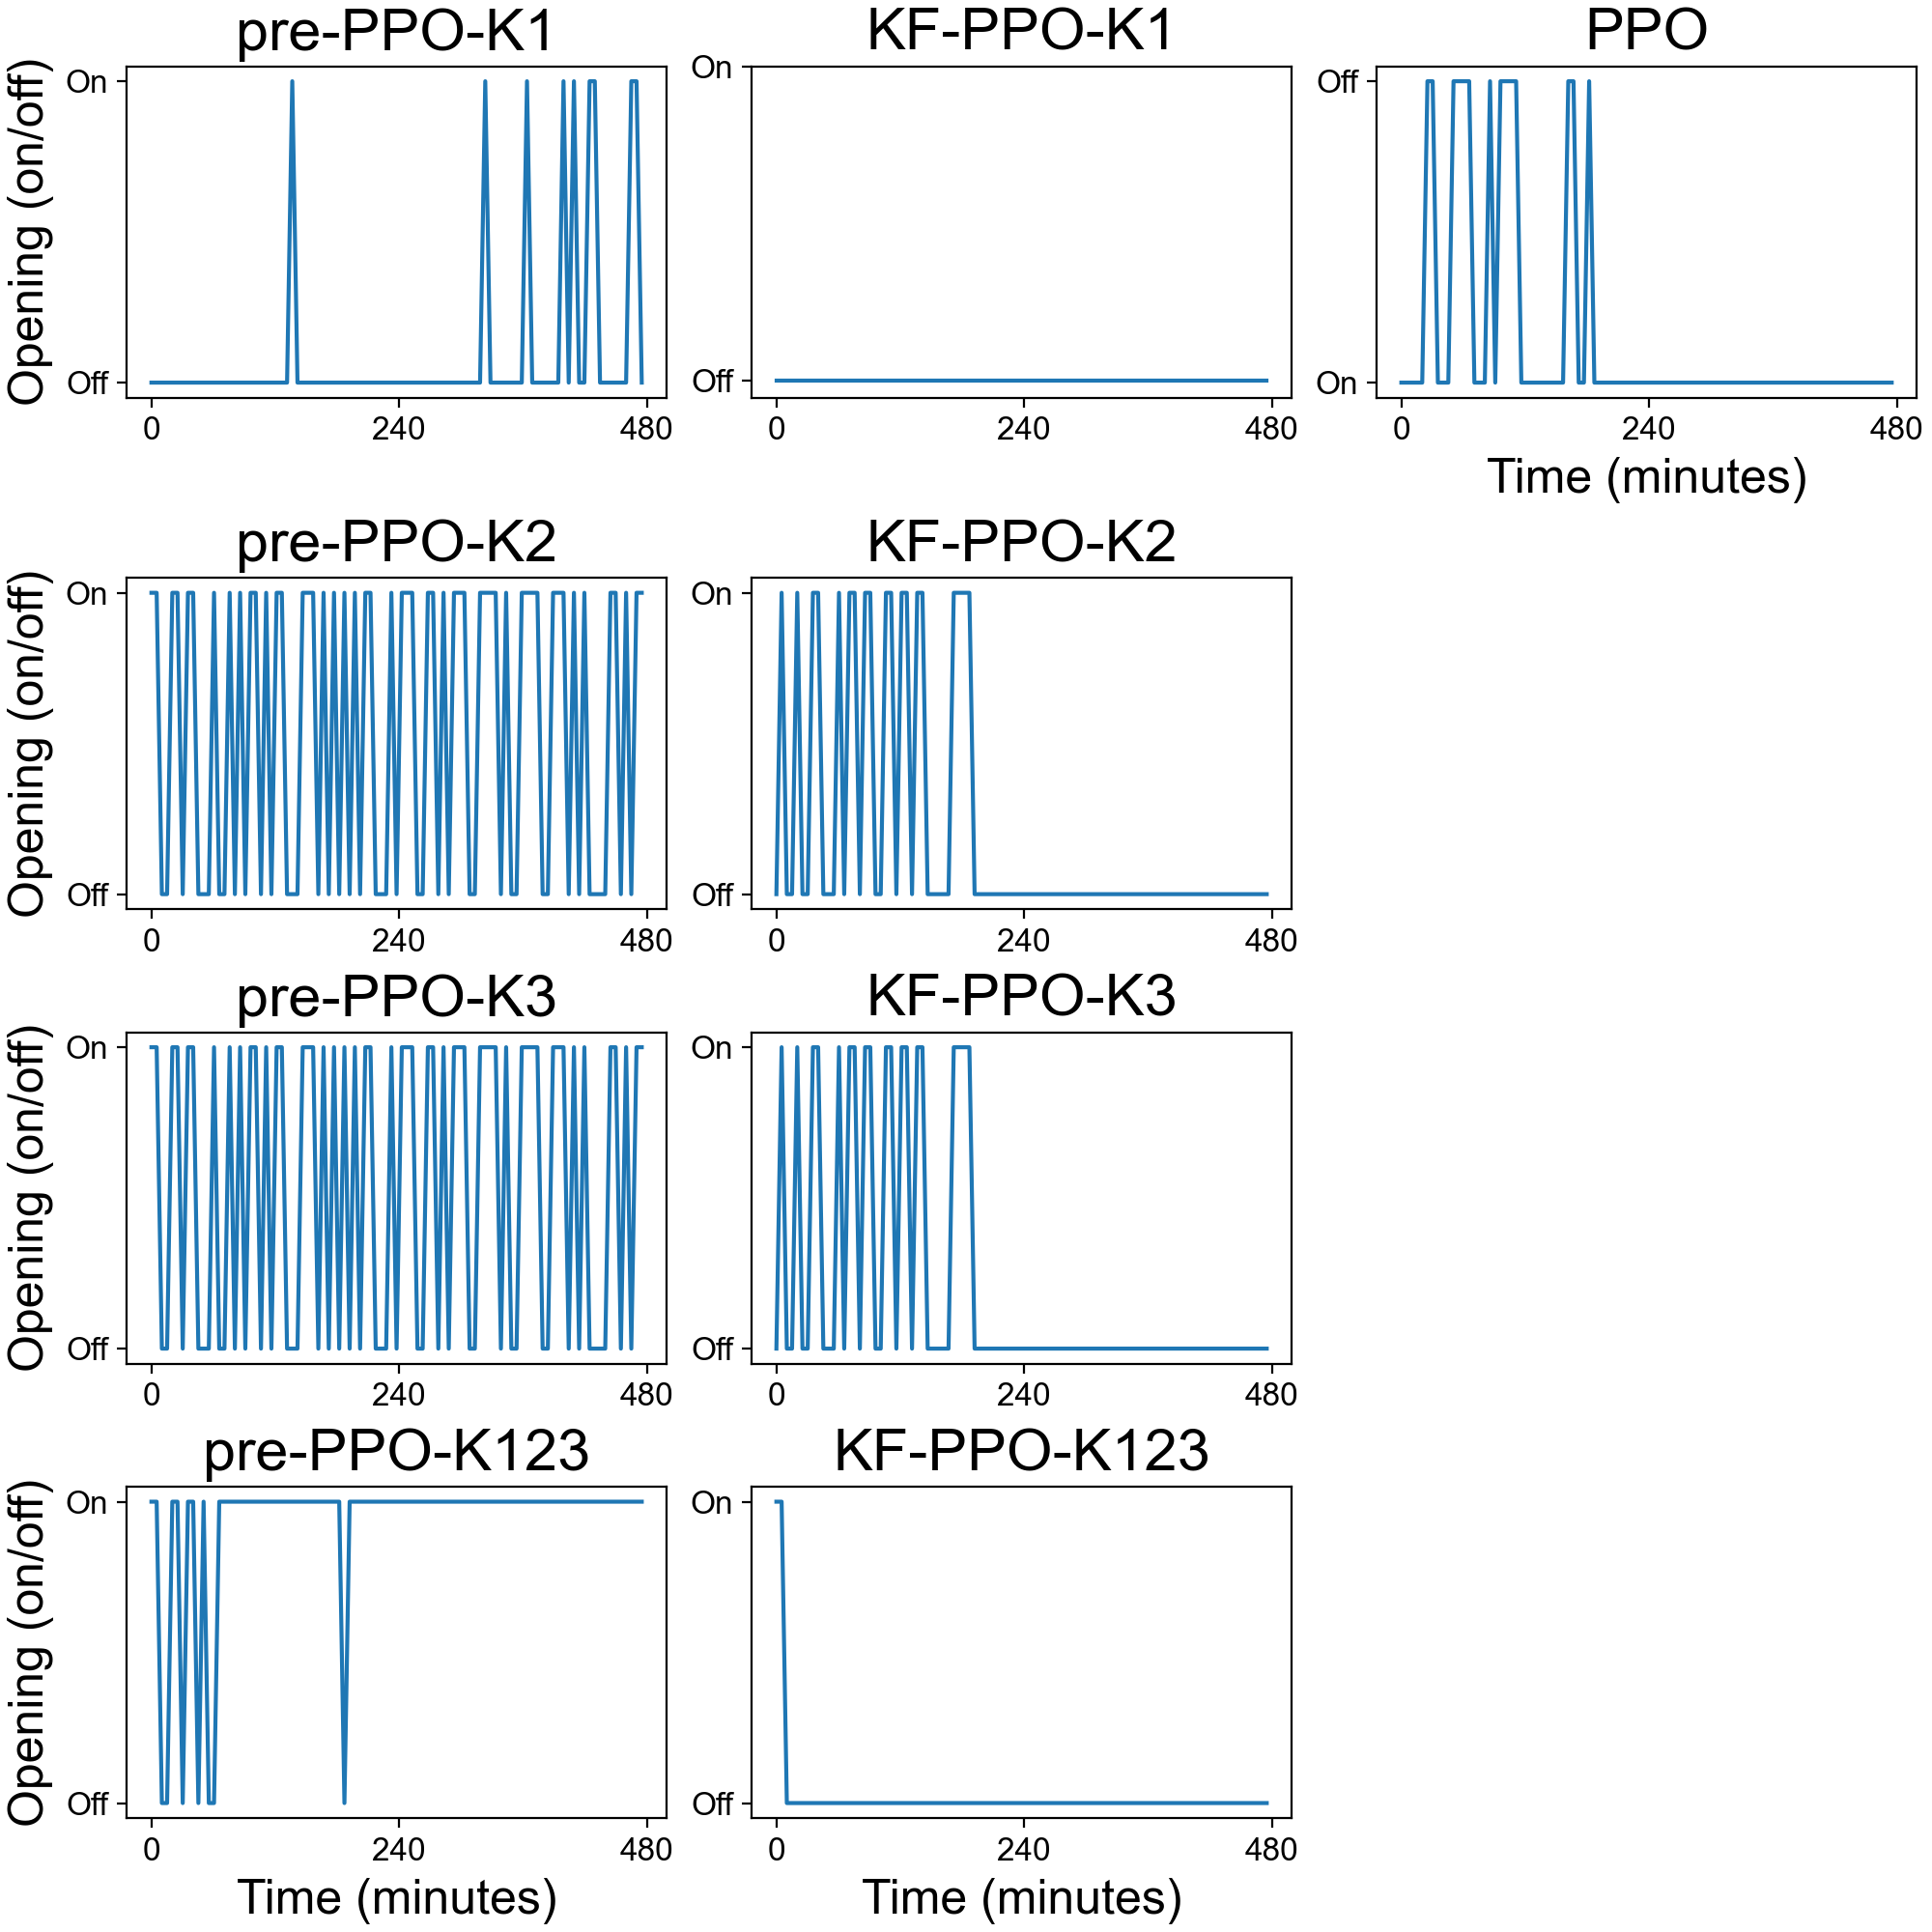 pre-PPO-K1
KF-PPO-K1
PPO
Opening (on/off)
On
Off
0 240 480
On
Off
0 240 480
Off
On
0 240 480
Time (minutes)
pre-PPO-K2
KF-PPO-K2
Opening (on/off)
On
Off
0 240 480
On
Off
0 240 480
pre-PPO-K3
KF-PPO-K3
Opening (on/off)
On
Off
0 240 480
On
Off
0 240 480
pre-PPO-K123
KF-PPO-K123
Opening (on/off)
On
Off
0 240 480
Time (minutes)
On
Off
0 240 480
Time (minutes)